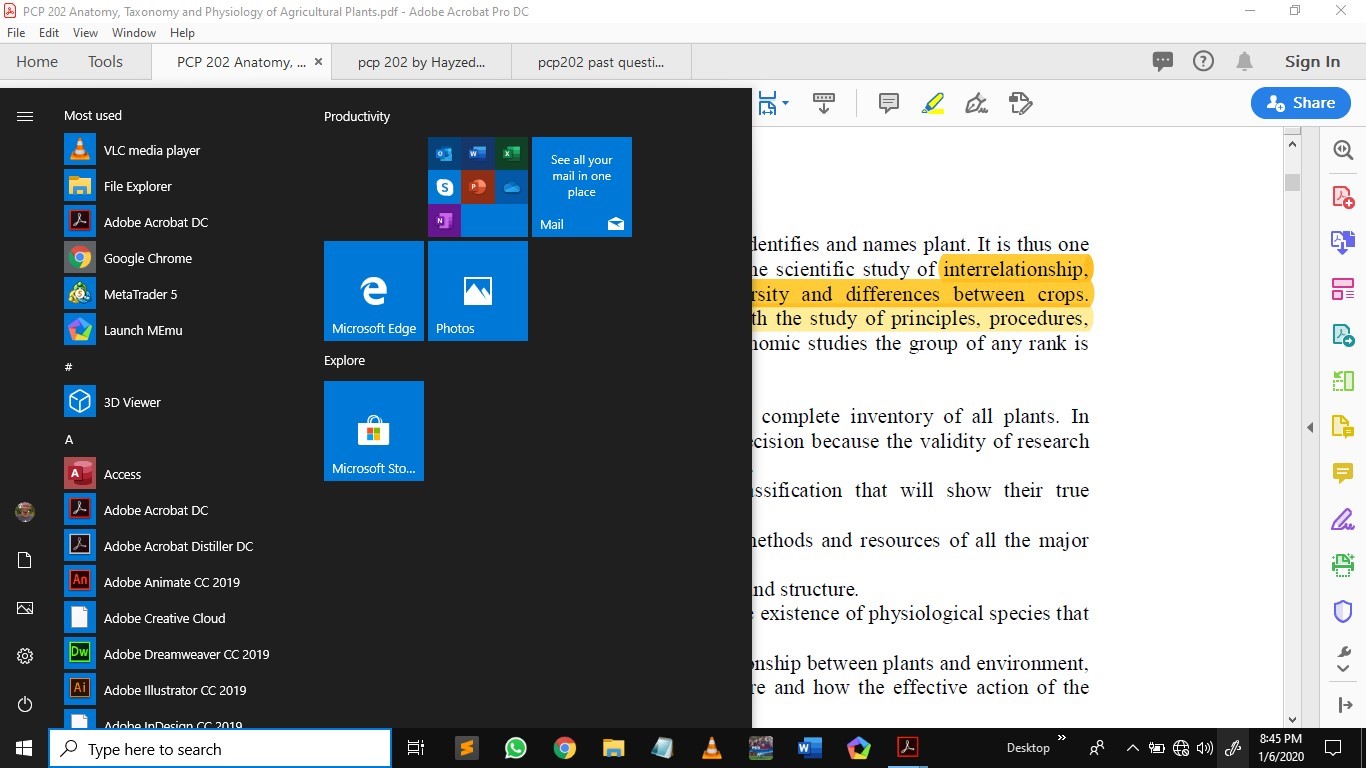 PCP 202 Anatomy, Taxonomy and Physiology of Agricultural Plants.pdf - Adobe Acrobat Pro DC
File Edit View Window Help
Home Tools PCP 202 Anatomy, ... × pcp 202 by Hayzed... pcp202 past questi... Sign In
Share
Most used
VLC media player
File Explorer
Adobe Acrobat DC
Google Chrome
MetaTrader 5
Launch MEmu
#
3D Viewer
A
Access
Adobe Acrobat DC
Adobe Acrobat Distiller DC
Adobe Animate CC 2019
Adobe Creative Cloud
Adobe Dreamweaver CC 2019
Adobe Illustrator CC 2019
Adobe InDesign CC 2019
Productivity
See all your
mail in one
place
Mail
Microsoft Edge
Photos
Explore
Microsoft Sto...
dentifies and names plant. It is thus one
ne scientific study of interrelationship,
rsity and differences between crops.
th the study of principles, procedures,
nomic studies the group of any rank is
complete inventory of all plants. In
cision because the validity of research
assification that will show their true
nethods and resources of all the major
nd structure.
e existence of physiological species that
onship between plants and environment,
re and how the effective action of the
Type here to search
Desktop
8:45 PM
1/6/2020